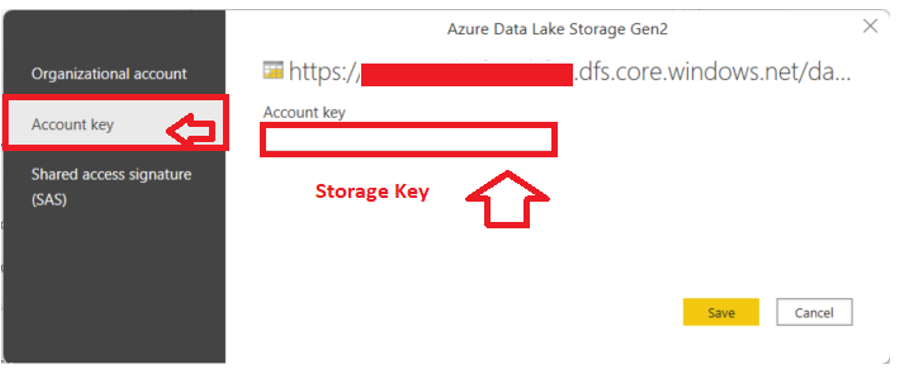 Azure Data Lake Storage Gen2
Organizational account
Account key
Shared access signature
(SAS)
https:/
.dfs.core.windows.net/da...
Account key
Storage Key
Save
Cancel